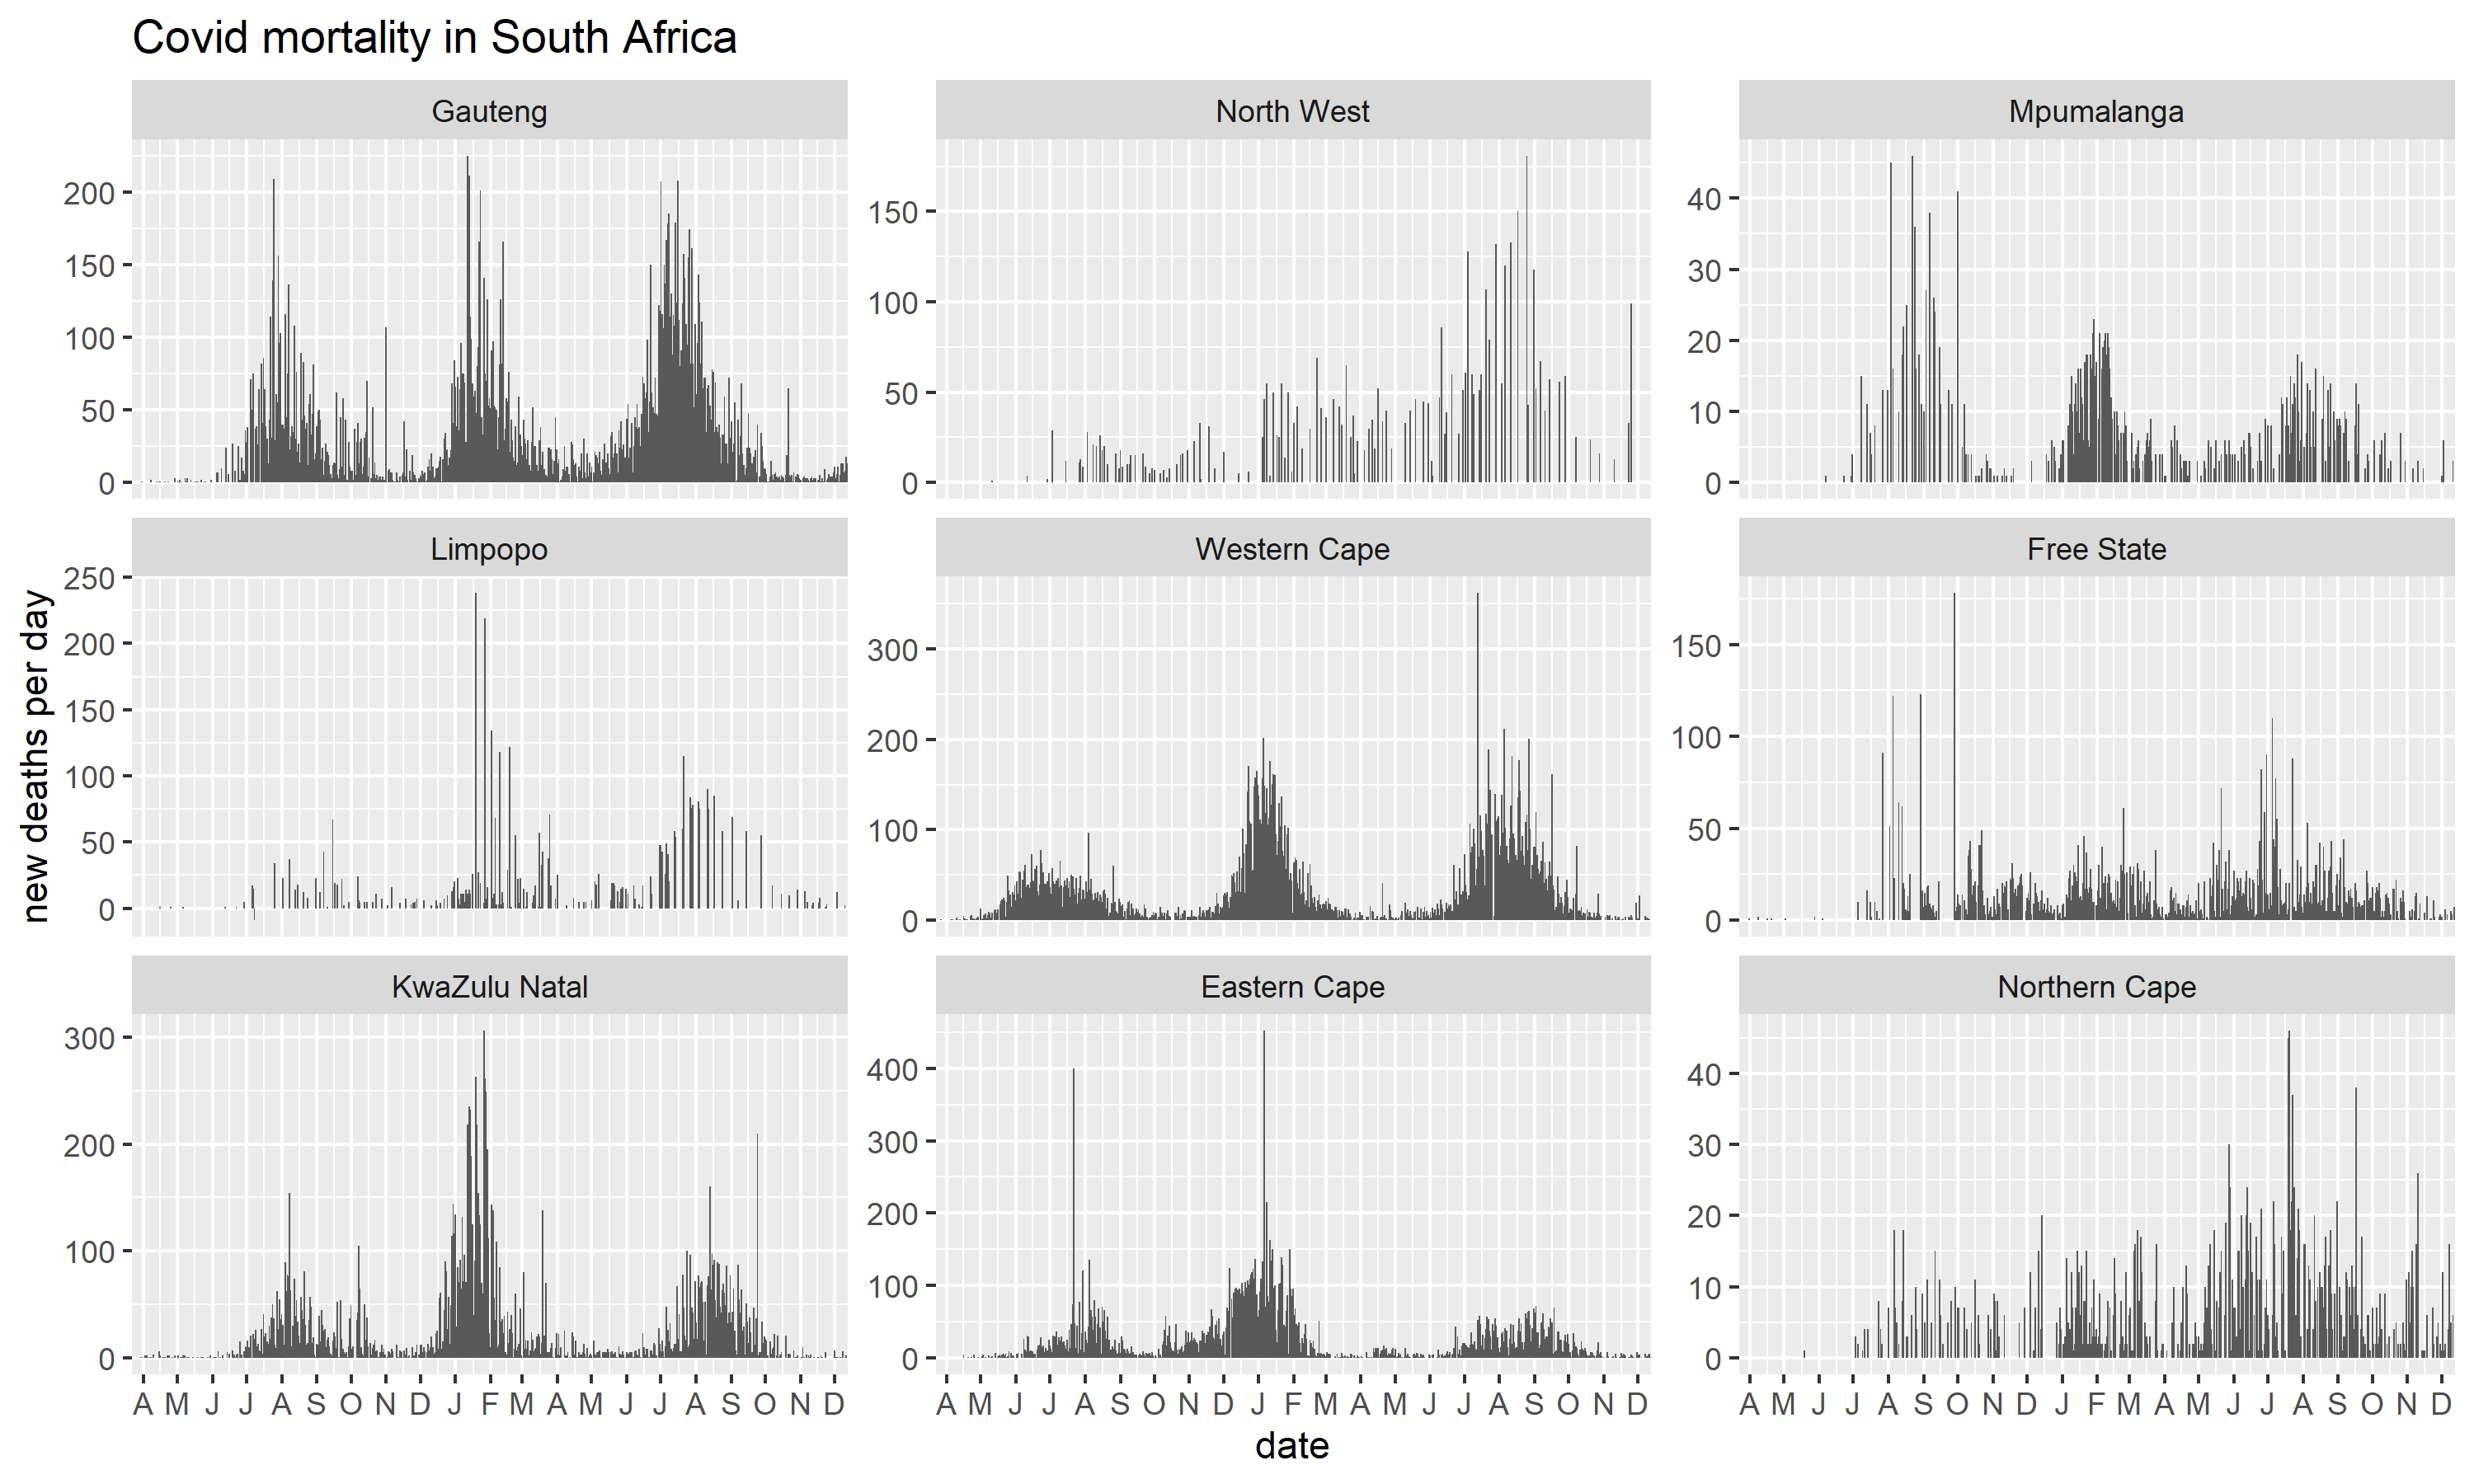 Covid mortality in South Africa
Gauteng
North West
Mpumalanga
200
150
100
50
0
150
100
50
0
40
30
20
10
0
Limpopo
Western Cape
Free State
250
200
150
100
50
0
300
200
100
0
150
100
50
0
new deaths per day
KwaZulu Natal
Eastern Cape
Northern Cape
300
200
100
0
400
300
200
100
0
40
30
20
10
0
A M J J A S O N D J F M A M J J A S O N D
A M J J A S O N D J F M A M J J A S O N D
A M J J A S O N D J F M A M J J A S O N D
date